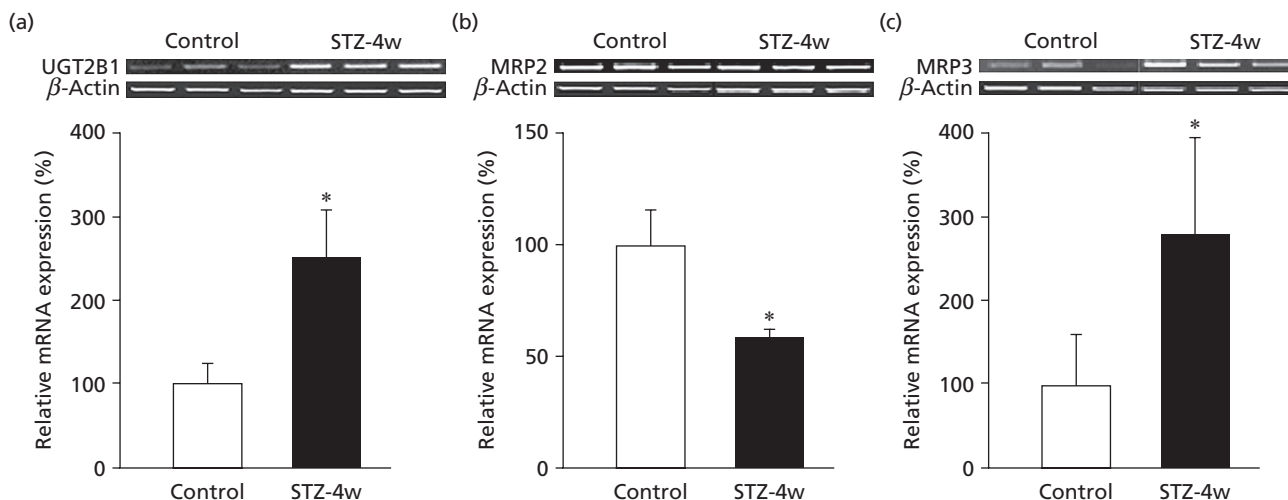 (a)
Control STZ-4w
UGT2B1
β-Actin
Relative mRNA expression (%)
400
300
200
100
0
Control STZ-4w
*
(b)
Control STZ-4w
MRP2
β-Actin
Relative mRNA expression (%)
150
100
50
0
Control STZ-4w
*
(c)
Control STZ-4w
MRP3
β-Actin
Relative mRNA expression (%)
400
300
200
100
0
Control STZ-4w
*